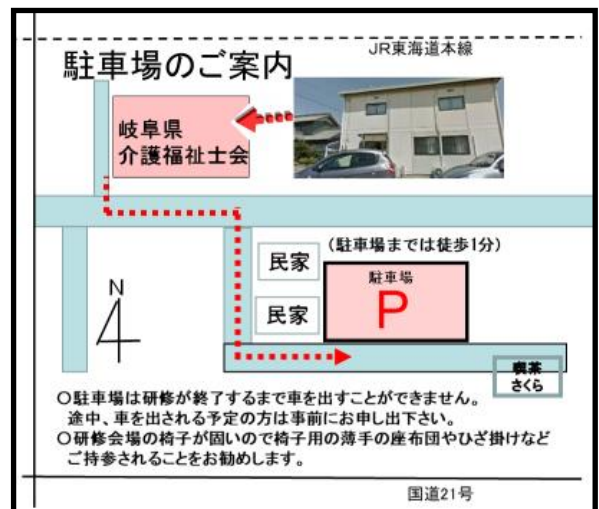 JR東海道本線
駐車場のご案内
岐阜県
介護福祉士会
(駐車場までは徒歩1分)
民家
駐車場
P
民家
N
喫茶
さくら
○駐車場は研修が終了するまで車を出すことができません。
途中、車を出される予定の方は事前にお申し出下さい。
○研修会場の椅子が固いので椅子用の薄手の座布団やひざ掛けなど
ご持参されることをお勧めします。
国道21号